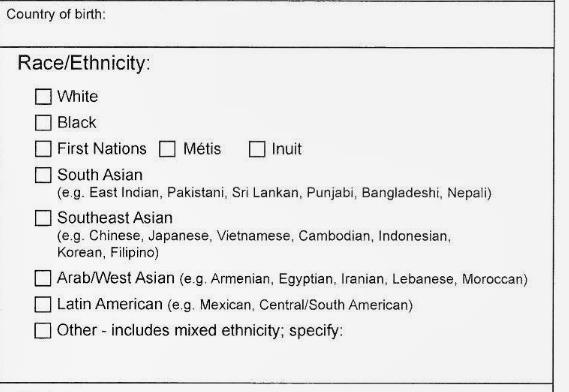 Country of birth:
Race/Ethnicity:
White
Black
First Nations Métis Inuit
South Asian
(e.g. East Indian, Pakistani, Sri Lankan, Punjabi, Bangladeshi, Nepali)
Southeast Asian
(e.g. Chinese, Japanese, Vietnamese, Cambodian, Indonesian,
Korean, Filipino)
Arab/West Asian (e.g. Armenian, Egyptian, Iranian, Lebanese, Moroccan)
Latin American (e.g. Mexican, Central/South American)
Other - includes mixed ethnicity; specify: